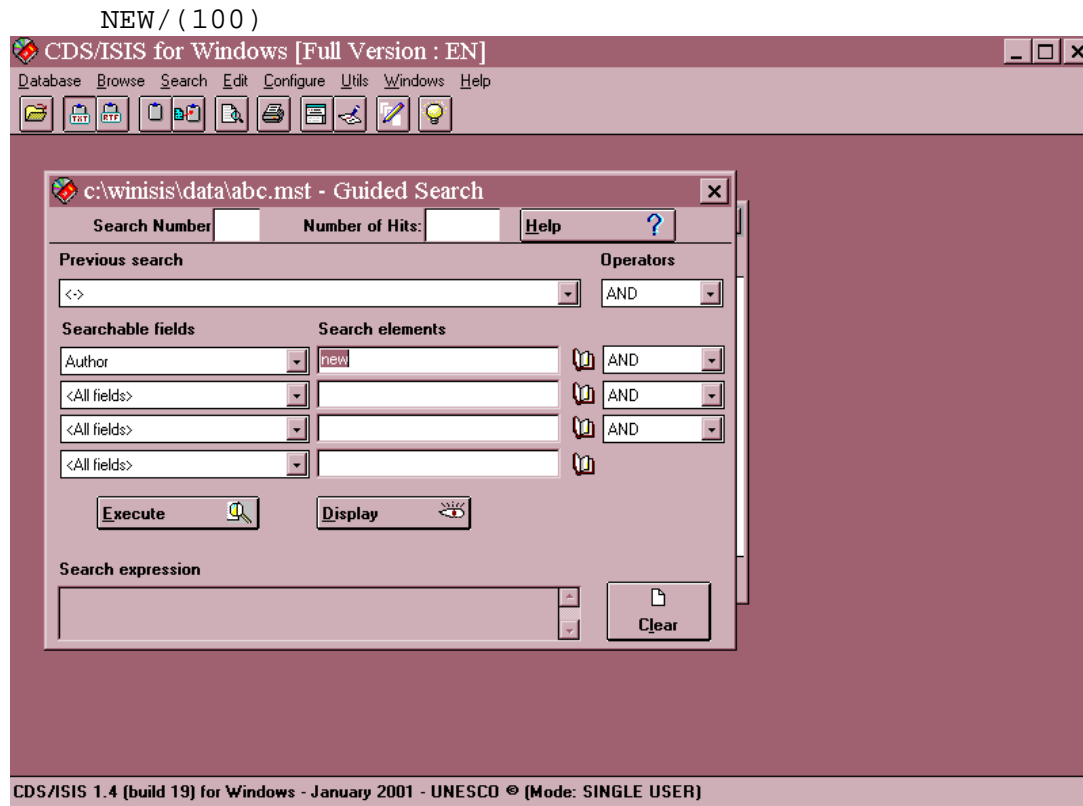 NEW/(100)
CDS/ISIS for Windows [Full Version : EN]
Database Browse Search Edit Configure Utils Windows Help
TXT RTF
c:\winisis\data\abc.mst - Guided Search
Search Number Number of Hits: Help ?
Previous search Operators
<-> AND
Searchable fields Search elements
Author new AND
<All fields> AND
<All fields> AND
<All fields>
Execute Display
Search expression
Clear
CDS/ISIS 1.4 (build 19) for Windows - January 2001 - UNESCO © (Mode: SINGLE USER)